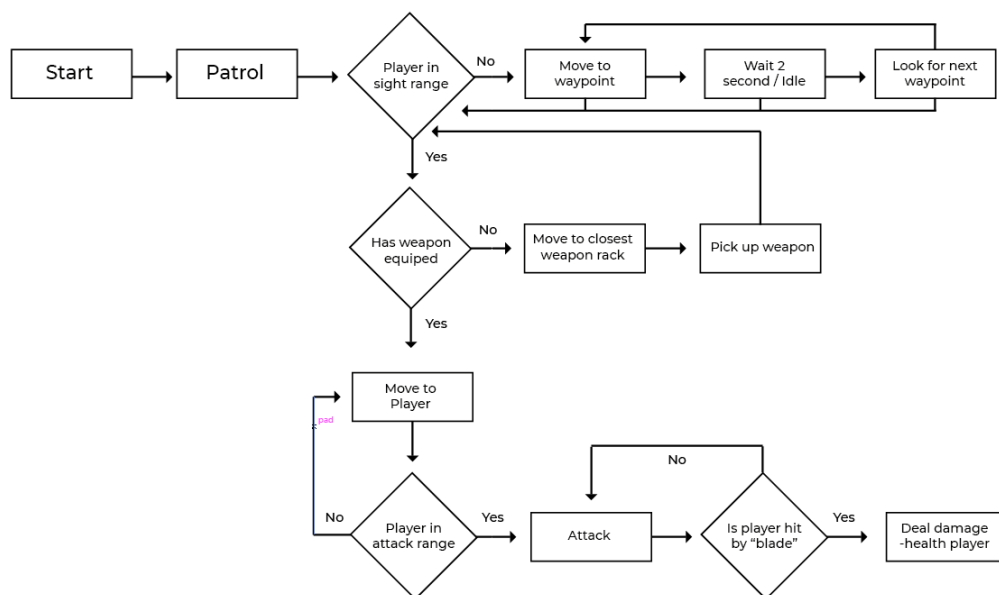 Start
Patrol
Player in
sight range
No
Move to
waypoint
Wait 2
second / Idle
Look for next
waypoint
Yes
Has weapon
equiped
No
Move to closest
weapon rack
Pick up weapon
Yes
Move to
Player
pad
No
Player in
attack range
Yes
Attack
No
Is player hit
by “blade”
Yes
Deal damage
-health player